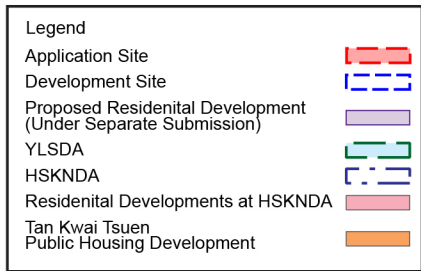 Legend
Application Site
Development Site
Proposed Residenital Development
(Under Separate Submission)
YLSDA
HSKNDA
Residenital Developments at HSKNDA
Tan Kwai Tsuen
Public Housing Development